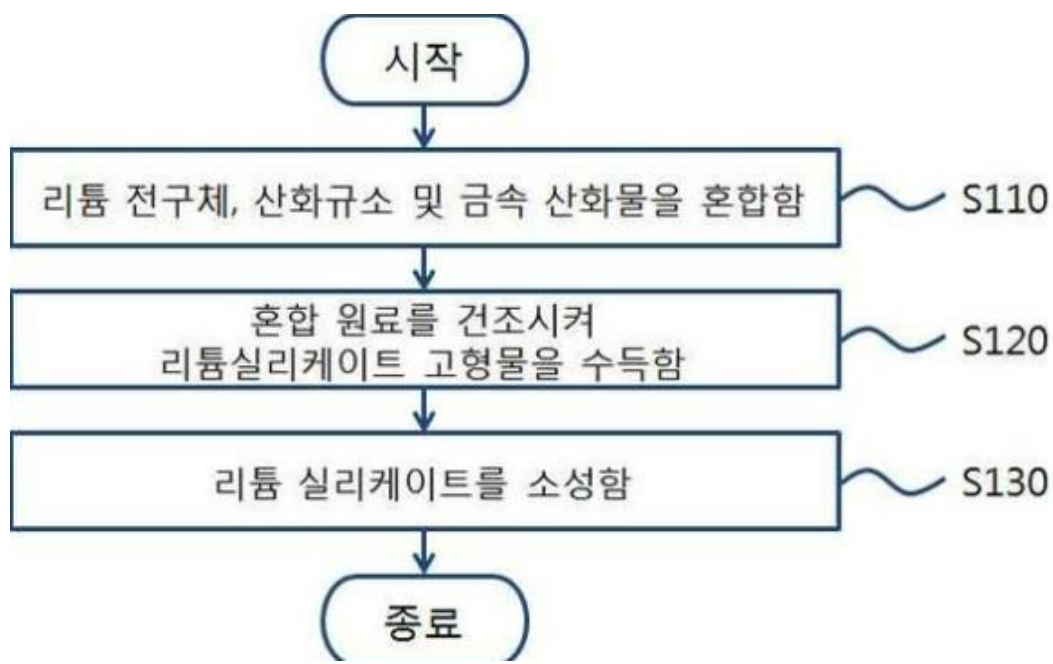 시작
리튬 전구체, 산화규소 및 금속 산화물을 혼합함
S110
혼합 원료를 건조시켜
리튬실리케이트 고형물을 수득함
S120
리튬 실리케이트를 소성함
S130
종료